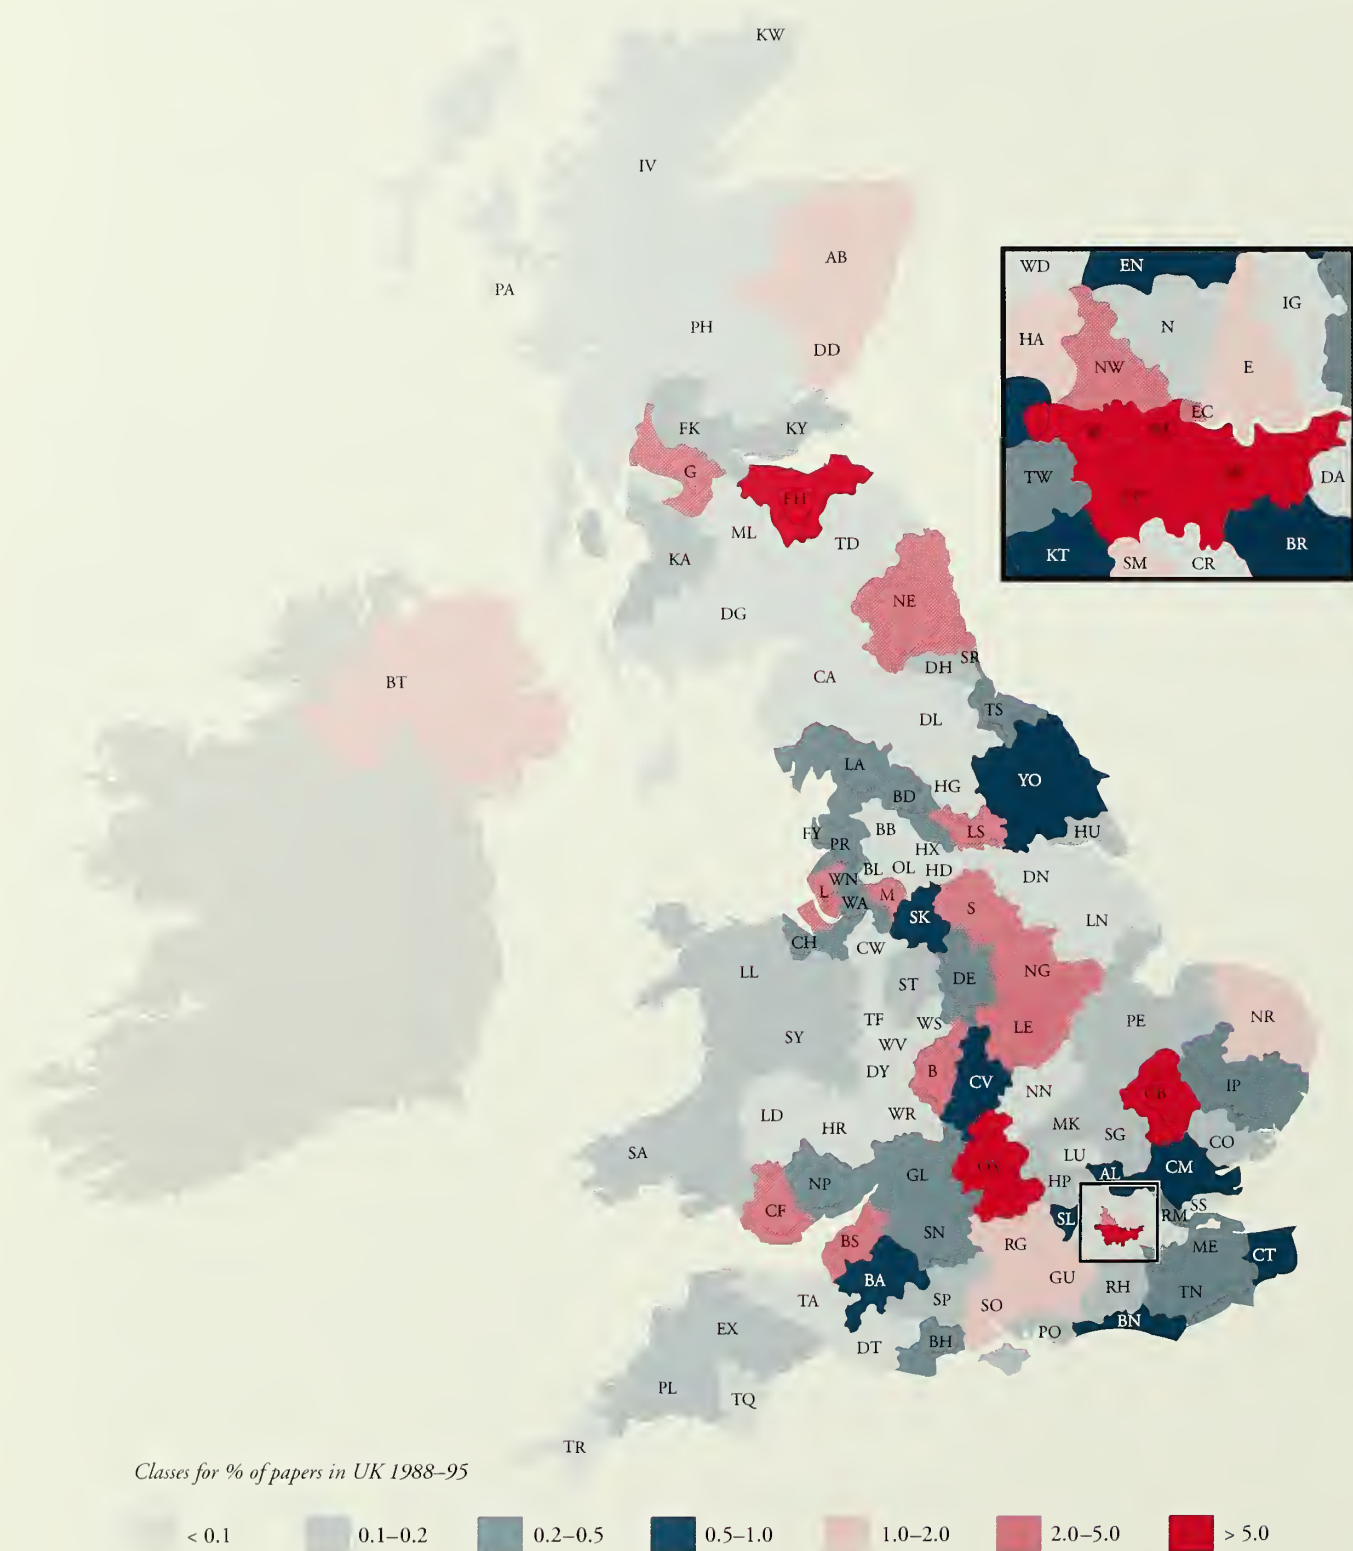 KW
IV
AB
PA
PH
DD
FK
KY
G
EH
ML
TD
KA
NE
DG
SR
DH
CA
BT
TS
DL
LA
YO
HG
BD
FY
BB
LS
HU
PR
HX
BL
OL
HD
DN
WN
L
WA
M
S
SK
LN
CH
CW
LL
NG
ST
DE
TF
WS
LE
PE
NR
SY
WV
DY
B
CV
NN
CB
IP
LD
HR
WR
MK
SG
CO
SA
LU
NP
GL
OX
HP
AL
CM
CF
SL
RM
SS
BS
SN
RG
ME
CT
BA
GU
RH
TN
TA
SP
SO
BN
EX
DT
BH
PO
PL
TQ
TR
WD
EN
IG
HA
N
NW
E
EC
TW
DA
KT
SM
CR
BR
Classes for % of papers in UK 1988–95
< 0.1 0.1–0.2 0.2–0.5 0.5–1.0 1.0–2.0 2.0–5.0 > 5.0